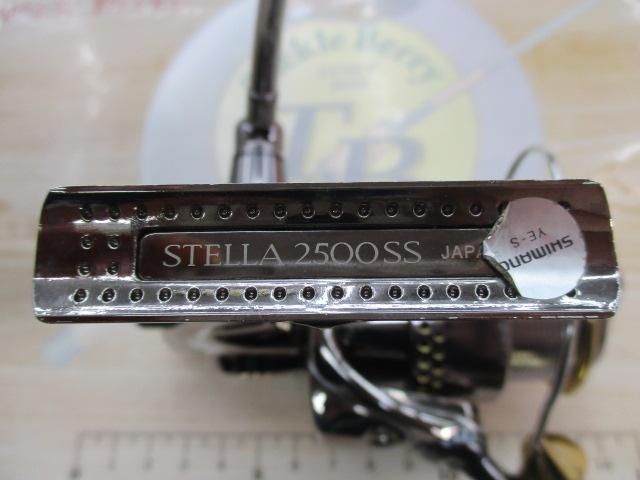 Tackle Berry
TB
STELLA 2500SS JAPA
SHIMANO
YE-S